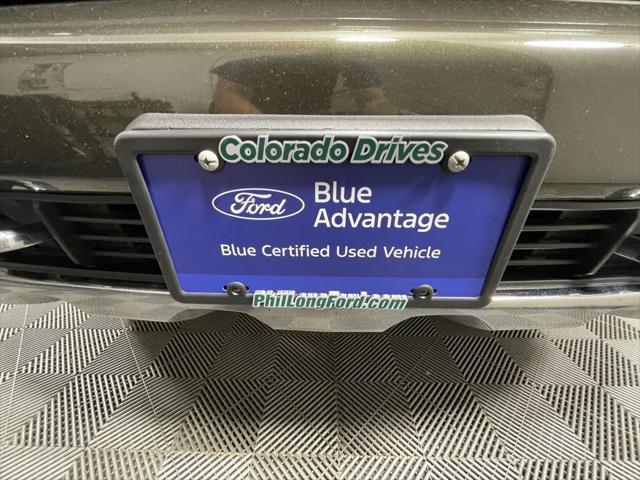 Colorado Drives
Ford
Blue
Advantage
Blue Certified Used Vehicle
PhilLongFord.com